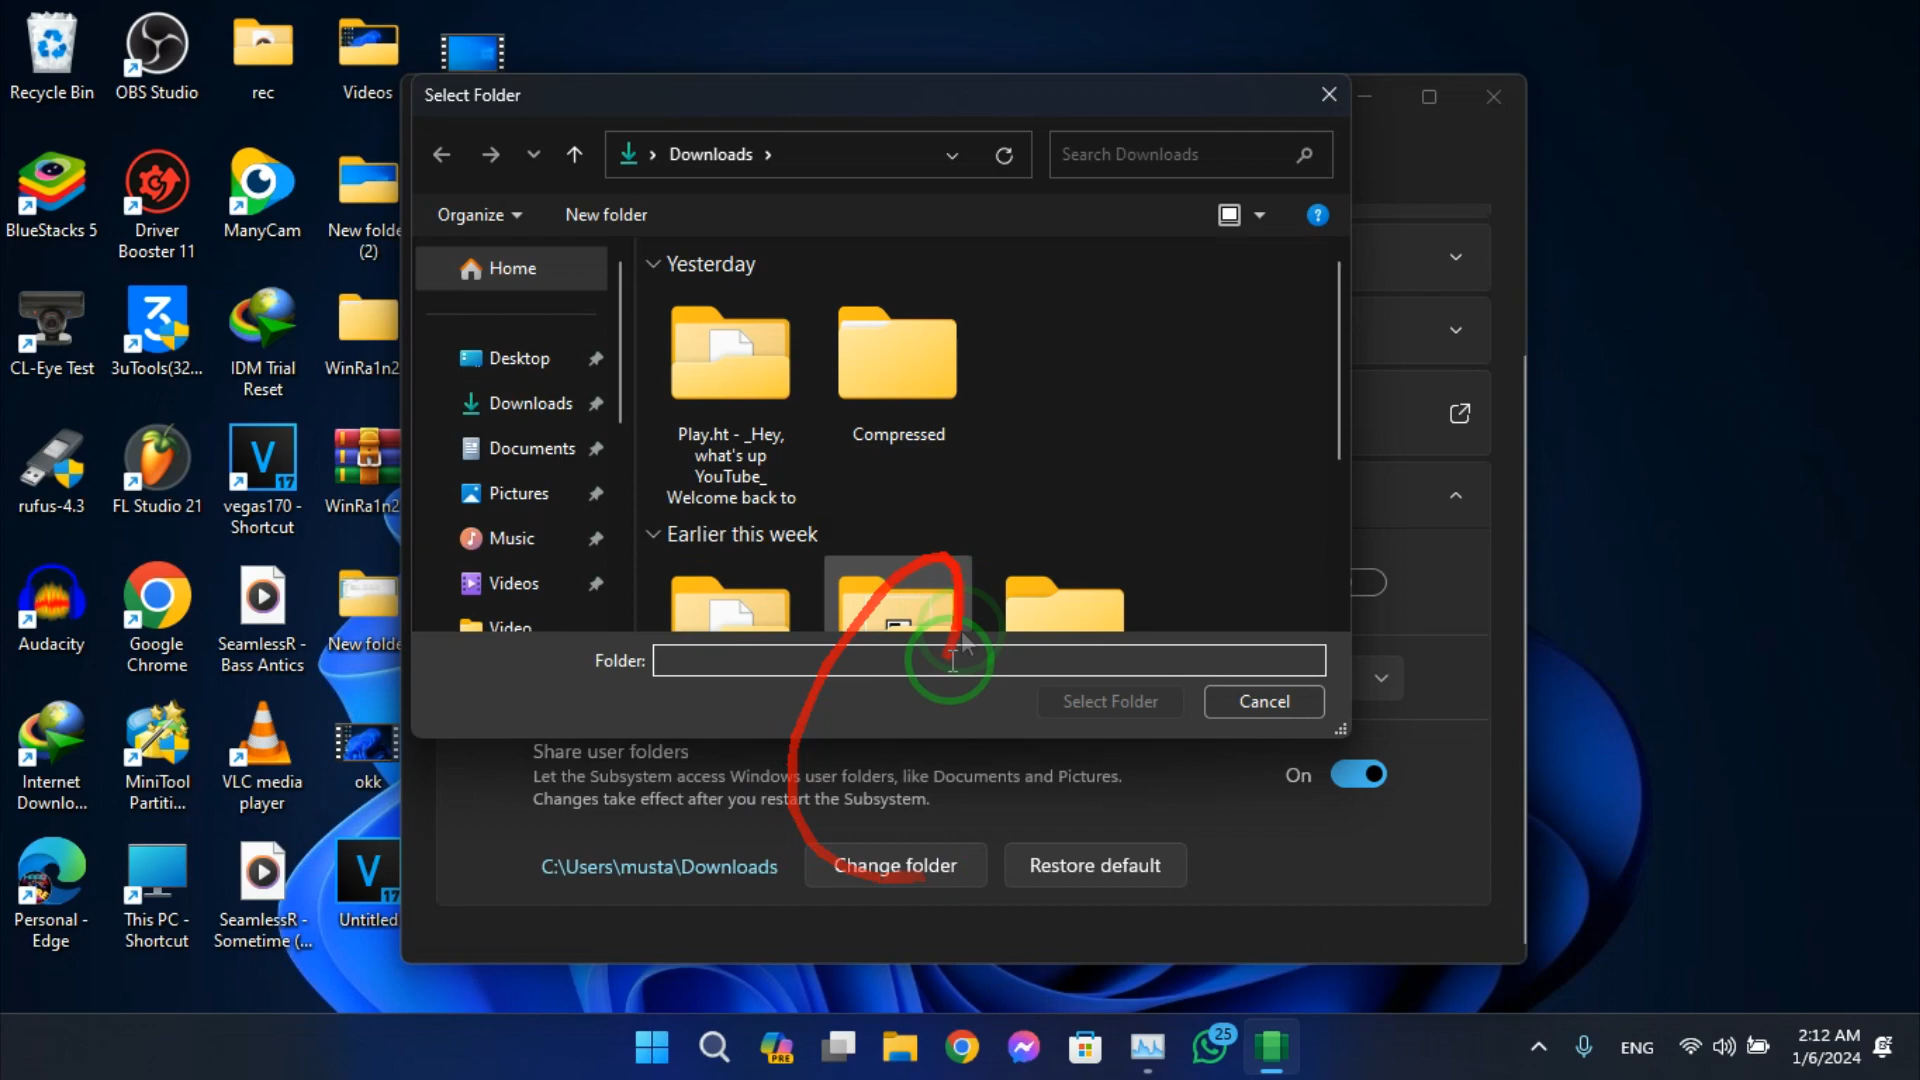 Recycle Bin
OBS Studio
rec
Videos
BlueStacks 5
Driver
Booster 11
ManyCam
New folde
(2)
CL-Eye Test
3uTools(32...
IDM Trial
Reset
WinRa1n2
rufus-4.3
FL Studio 21
17
vegas170 -
Shortcut
WinRa1n2
Audacity
Google
Chrome
SeamlessR -
Bass Antics
New folde
Internet
Downlo...
MiniTool
Partiti...
VLC media
player
okk
Personal -
Edge
This PC -
Shortcut
SeamlessR -
Sometime (...
17
Untitled
Select Folder
Downloads
Search Downloads
Organize
New folder
Home
Desktop
Downloads
Documents
Pictures
Music
Videos
Video
Yesterday
Play.ht - _Hey,
what's up
YouTube_
Welcome back to
Compressed
Earlier this week
Folder:
Select Folder
Cancel
Share user folders
Let the Subsystem access Windows user folders, like Documents and Pictures.
Changes take effect after you restart the Subsystem.
On
C:\Users\musta\Downloads
Change folder
Restore default
PRE
25
ENG
2:12 AM
1/6/2024